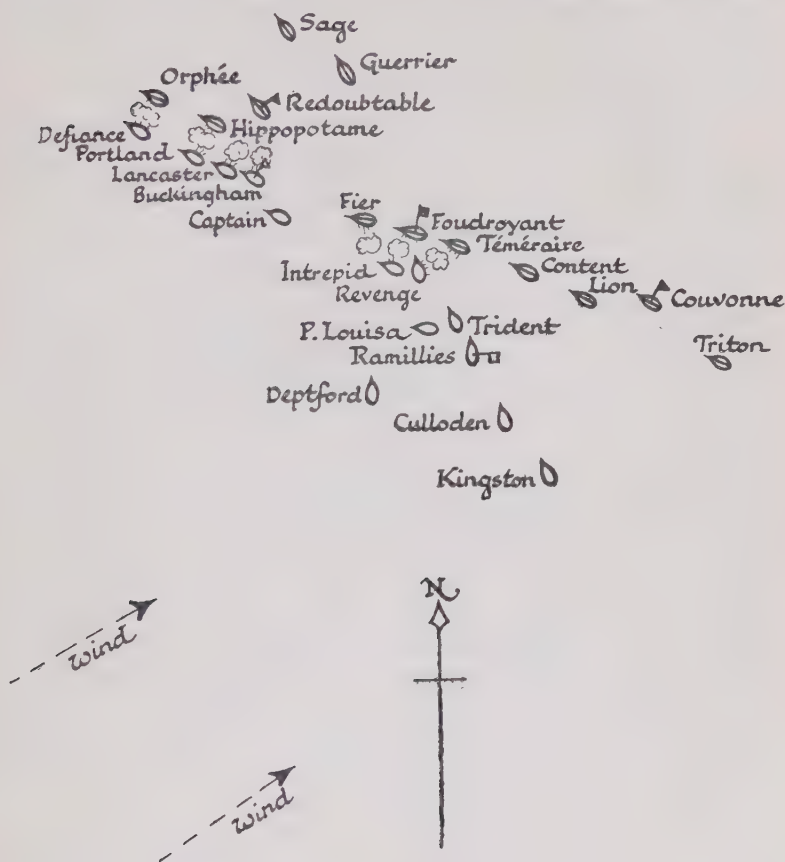 Sage
Guerrier
Orphée
Redoubtable
Hippopotame
Defiance
Portland
Lancaster
Buckingham
Captain
Fier
Foudroyant
Téméraire
Intrepid
Content
Revenge
Lion
Couvonne
P. Louisa
Trident
Ramillies
Triton
Deptford
Culloden
Kingston
N
wind
wind